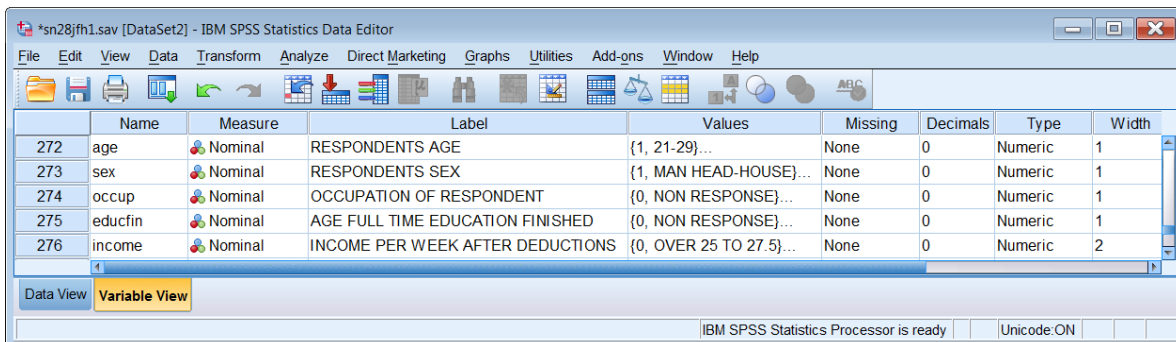 *sn28jfh1.sav [DataSet2] - IBM SPSS Statistics Data Editor
File Edit View Data Transform Analyze Direct Marketing Graphs Utilities Add-ons Window Help
Name Measure Label Values Missing Decimals Type Width
272 age Nominal RESPONDENTS AGE {1, 21-29}... None 0 Numeric 1
273 sex Nominal RESPONDENTS SEX {1, MAN HEAD-HOUSE}... None 0 Numeric 1
274 occup Nominal OCCUPATION OF RESPONDENT {0, NON RESPONSE}... None 0 Numeric 1
275 educfin Nominal AGE FULL TIME EDUCATION FINISHED {0, NON RESPONSE}... None 0 Numeric 1
276 income Nominal INCOME PER WEEK AFTER DEDUCTIONS {0, OVER 25 TO 27.5}... None 0 Numeric 2
Data View Variable View
IBM SPSS Statistics Processor is ready Unicode:ON